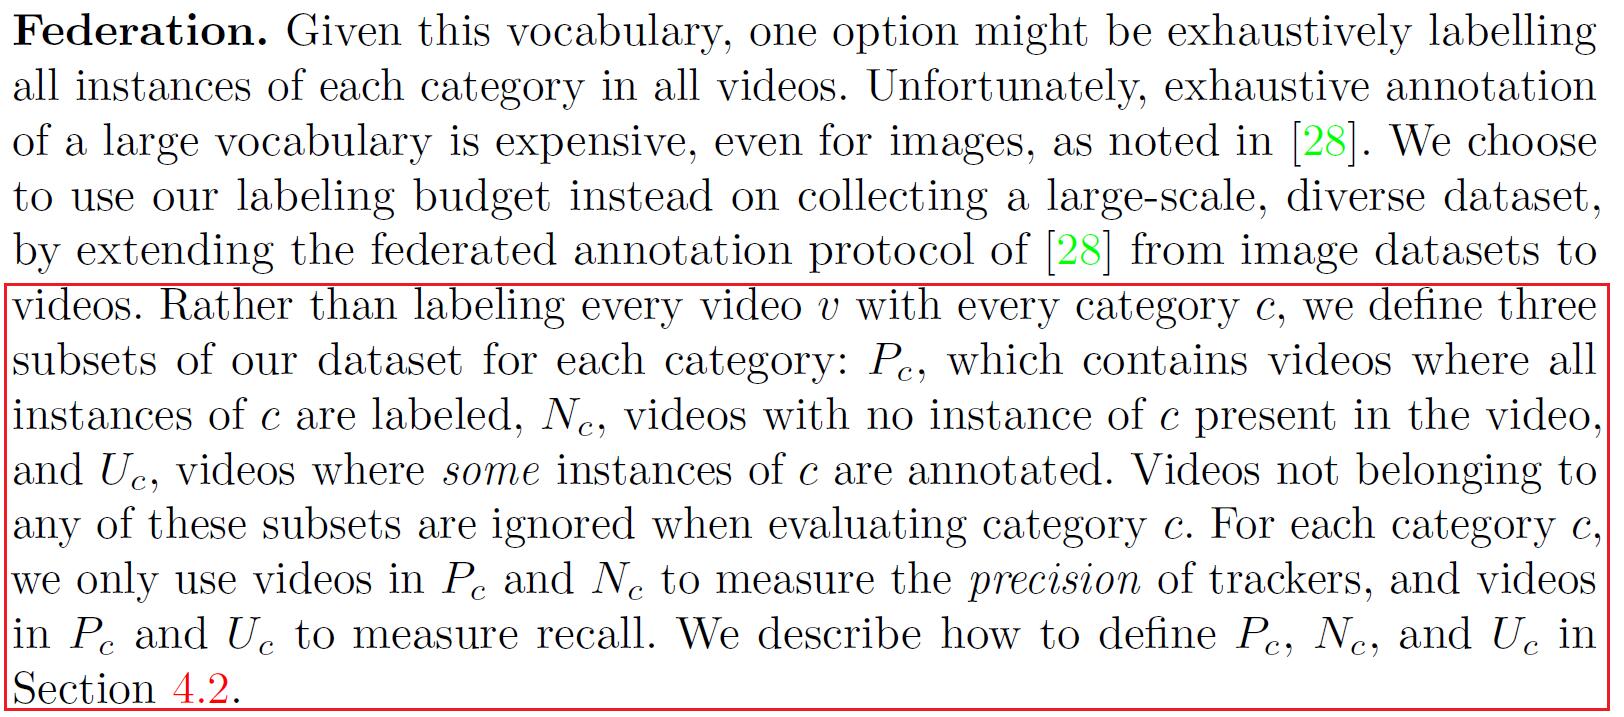 Federation. Given this vocabulary, one option might be exhaustively labelling
all instances of each category in all videos. Unfortunately, exhaustive annotation
of a large vocabulary is expensive, even for images, as noted in [28]. We choose
to use our labeling budget instead on collecting a large-scale, diverse dataset,
by extending the federated annotation protocol of [28] from image datasets to
videos. Rather than labeling every video v with every category c, we define three
subsets of our dataset for each category: P_c, which contains videos where all
instances of c are labeled, N_c, videos with no instance of c present in the video,
and U_c, videos where some instances of c are annotated. Videos not belonging to
any of these subsets are ignored when evaluating category c. For each category c,
we only use videos in P_c and N_c to measure the precision of trackers, and videos
in P_c and U_c to measure recall. We describe how to define P_c, N_c, and U_c in
Section 4.2.